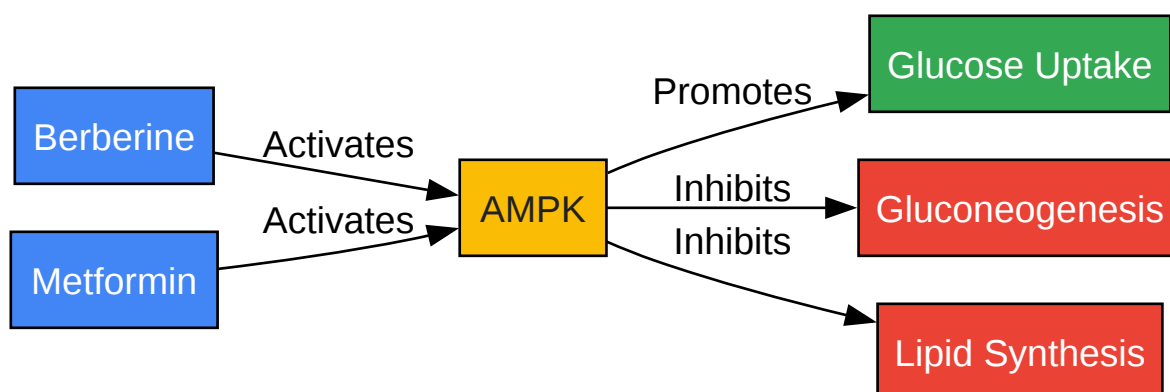 Berberine
Metformin
Activates
Activates
AMPK
Promotes
Inhibits
Inhibits
Glucose Uptake
Gluconeogenesis
Lipid Synthesis